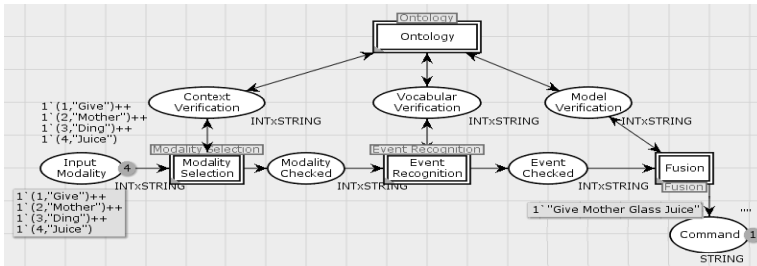 Ontology
Ontology
Context
Verification
INTxSTRING
Vocabular
Verification
INTxSTRING
Model
Verification
INTxSTRING
1`(1,"Give")++
1`(2,"Mother")++
1`(3,"Ding")++
1`(4,"Juice")
Modality Selection
Event Recognition
Input
Modality
4
INTxSTRING
Modality
Selection
Modality
Checked
INTxSTRING
Event
Recognition
Event
Checked
INTxSTRING
Fusion
Fusion
1`(1,"Give")++
1`(2,"Mother")++
1`(3,"Ding")++
1`(4,"Juice")
1`"Give Mother Glass Juice"
""
Command
1
STRING